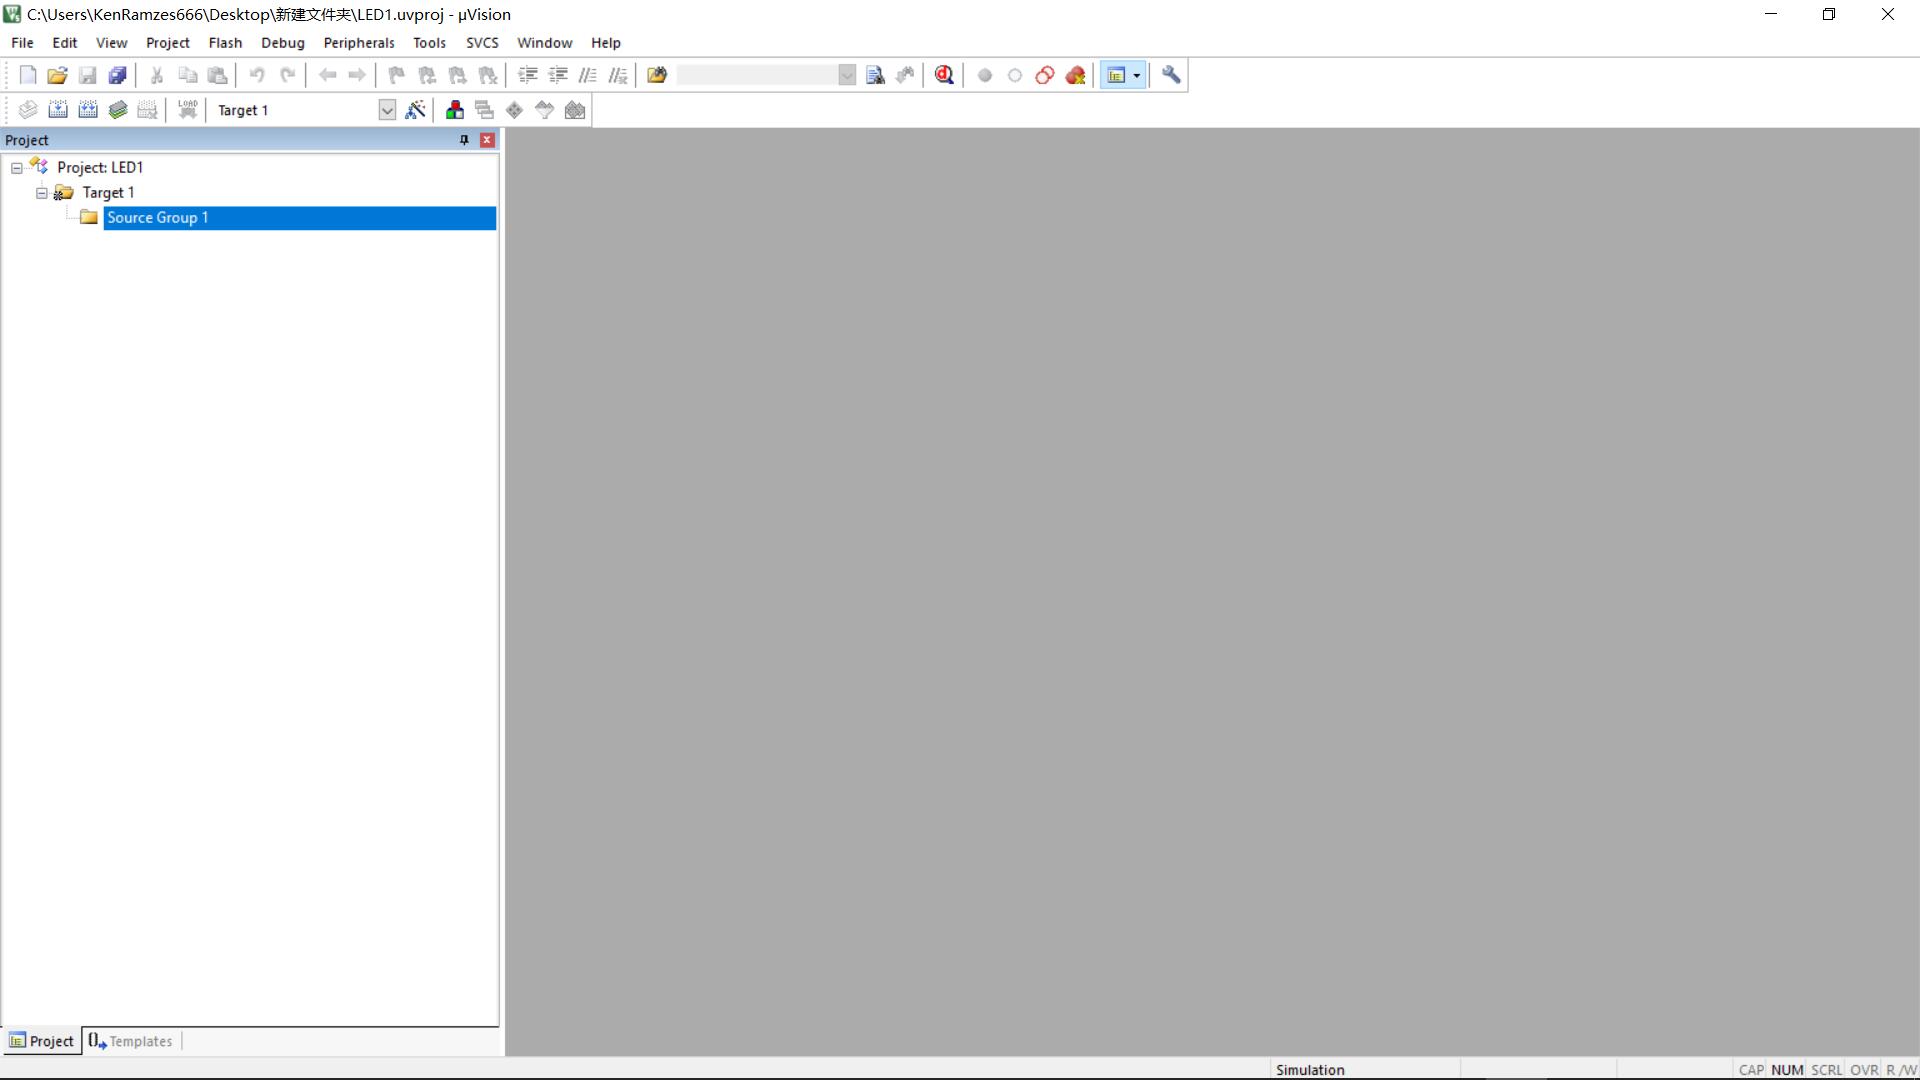 C:\Users\KenRamzes666\Desktop\新建文件夹\LED1.uvproj - µVision
File Edit View Project Flash Debug Peripherals Tools SVCS Window Help
LOAD Target 1
Project
Project: LED1
Target 1
Source Group 1
Project Templates
Simulation CAP NUM SCRL OVR R /W